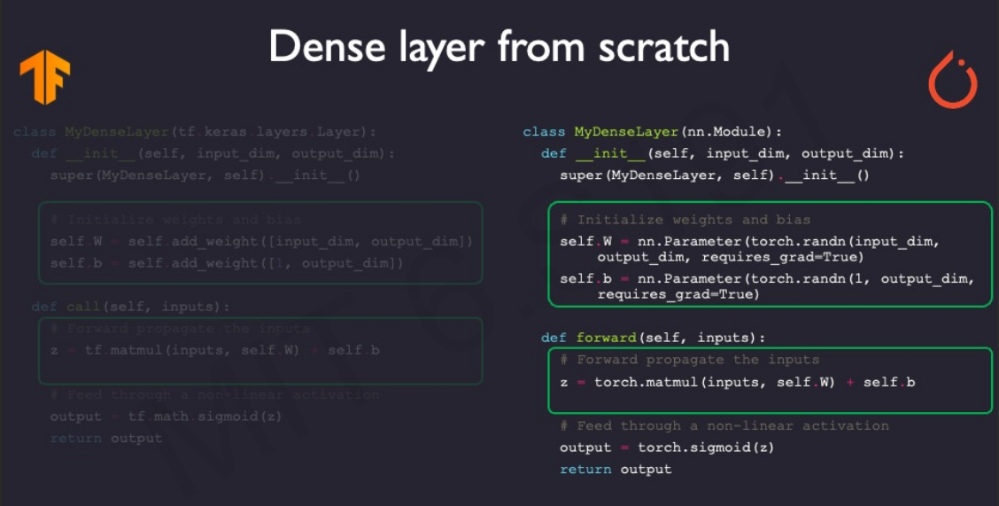 Dense layer from scratch
class MyDenseLayer(tf.keras.layers.Layer):
def __init__(self, input_dim, output_dim):
super(MyDenseLayer, self).__init__()
# Initialize weights and bias
self.W = self.add_weight([input_dim, output_dim])
self.b = self.add_weight([1, output_dim])
def call(self, inputs):
# Forward propagate the inputs
z = tf.matmul(inputs, self.W) + self.b
# Feed through a non-linear activation
output = tf.math.sigmoid(z)
return output
class MyDenseLayer(nn.Module):
def __init__(self, input_dim, output_dim):
super(MyDenseLayer, self).__init__()
# Initialize weights and bias
self.W = nn.Parameter(torch.randn(input_dim,
output_dim, requires_grad=True)
self.b = nn.Parameter(torch.randn(1, output_dim,
requires_grad=True)
def forward(self, inputs):
# Forward propagate the inputs
z = torch.matmul(inputs, self.W) + self.b
# Feed through a non-linear activation
output = torch.sigmoid(z)
return output